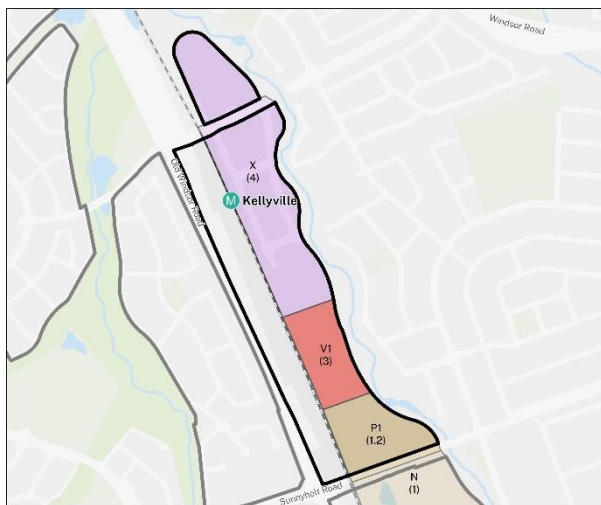 Windsor Road
X
(4)
Old Windsor Road
M Kellyville
V1
(3)
P1
(1.2)
N
(1)
Sunnyholt Road